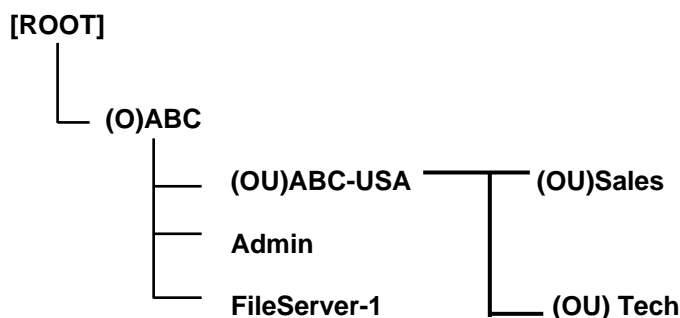 [ROOT]
(O)ABC
(OU)ABC-USA
(OU)Sales
Admin
FileServer-1
(OU) Tech